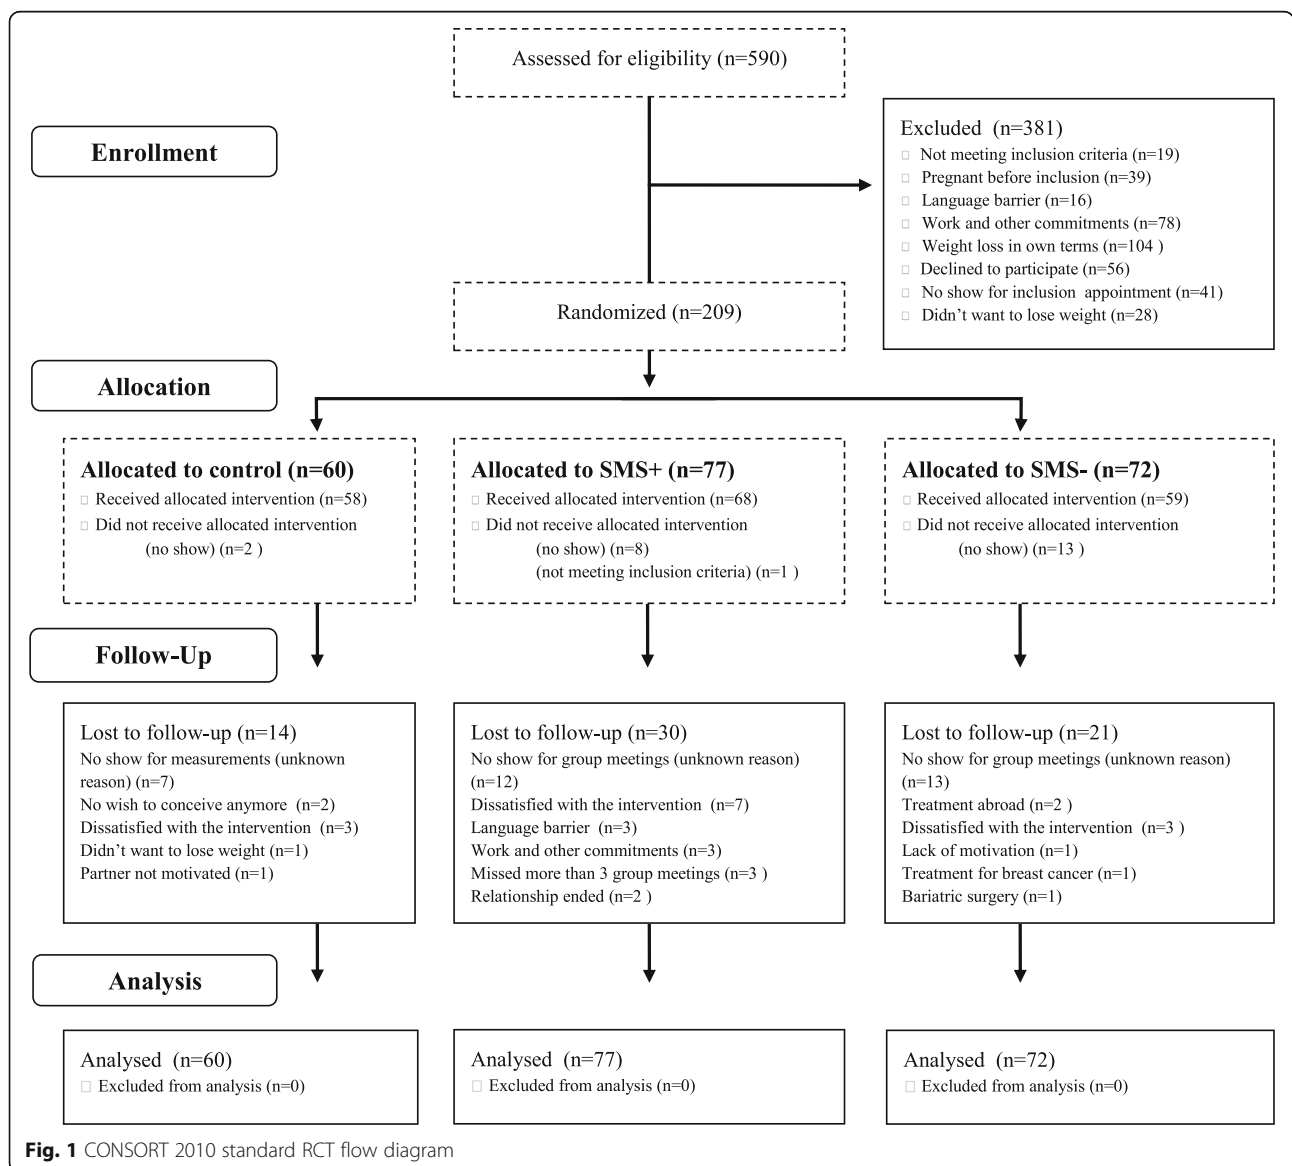 Assessed for eligibility (n=590)
Enrollment
Excluded (n=381)
Not meeting inclusion criteria (n=19)
Pregnant before inclusion (n=39)
Language barrier (n=16)
Work and other commitments (n=78)
Weight loss in own terms (n=104 )
Declined to participate (n=56)
No show for inclusion appointment (n=41)
Didn't want to lose weight (n=28)
Randomized (n=209)
Allocation
Allocated to control (n=60)
Received allocated intervention (n=58)
Did not receive allocated intervention
(no show) (n=2 )
Allocated to SMS+ (n=77)
Received allocated intervention (n=68)
Did not receive allocated intervention
(no show) (n=8)
(not meeting inclusion criteria) (n=1 )
Allocated to SMS- (n=72)
Received allocated intervention (n=59)
Did not receive allocated intervention
(no show) (n=13 )
Follow-Up
Lost to follow-up (n=14)
No show for measurements (unknown
reason) (n=7)
No wish to conceive anymore (n=2)
Dissatisfied with the intervention (n=3)
Didn't want to lose weight (n=1)
Partner not motivated (n=1)
Lost to follow-up (n=30)
No show for group meetings (unknown reason)
(n=12)
Dissatisfied with the intervention (n=7)
Language barrier (n=3)
Work and other commitments (n=3)
Missed more than 3 group meetings (n=3 )
Relationship ended (n=2 )
Lost to follow-up (n=21)
No show for group meetings (unknown reason)
(n=13)
Treatment abroad (n=2 )
Dissatisfied with the intervention (n=3 )
Lack of motivation (n=1)
Treatment for breast cancer (n=1)
Bariatric surgery (n=1)
Analysis
Analysed (n=60)
Excluded from analysis (n=0)
Analysed (n=77)
Excluded from analysis (n=0)
Analysed (n=72)
Excluded from analysis (n=0)
Fig. 1 CONSORT 2010 standard RCT flow diagram